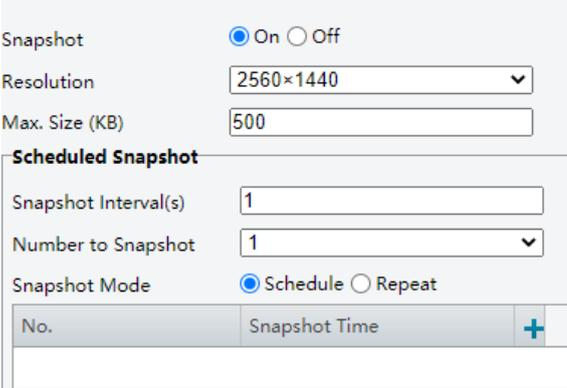 Snapshot On Off
Resolution 2560×1440
Max. Size (KB) 500
Scheduled Snapshot
Snapshot Interval(s) 1
Number to Snapshot 1
Snapshot Mode Schedule Repeat
No. Snapshot Time +